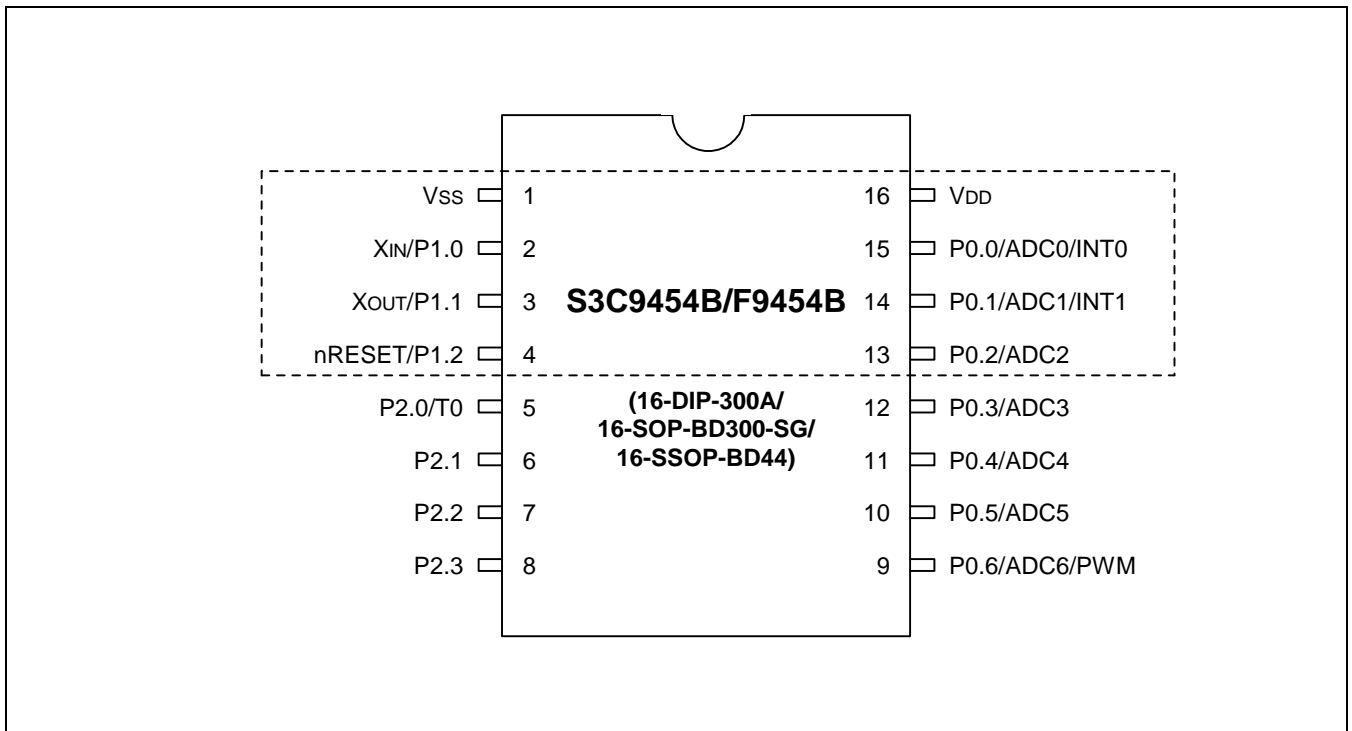 VSS 1 16 VDD
XIN/P1.0 2 15 P0.0/ADC0/INT0
XOUT/P1.1 3 S3C9454B/F9454B 14 P0.1/ADC1/INT1
nRESET/P1.2 4 13 P0.2/ADC2
P2.0/T0 5 (16-DIP-300A/ 12 P0.3/ADC3
16-SOP-BD300-SG/
P2.1 6 16-SSOP-BD44) 11 P0.4/ADC4
P2.2 7 10 P0.5/ADC5
P2.3 8 9 P0.6/ADC6/PWM